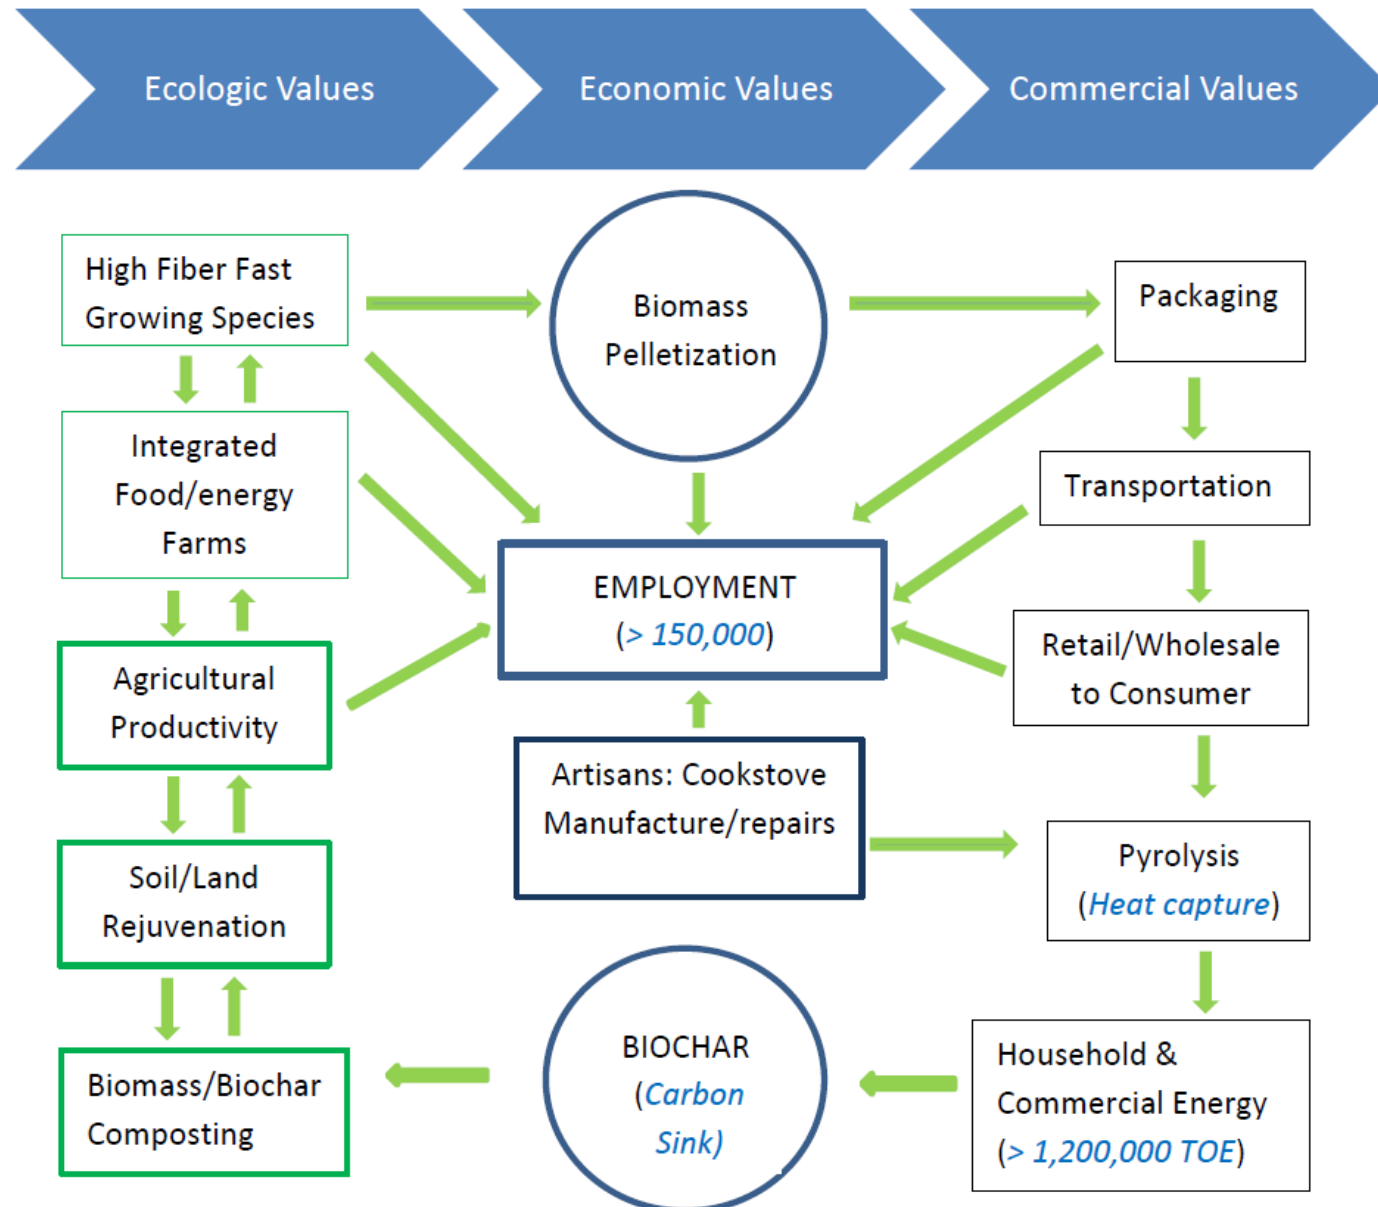 Ecologic Values
Economic Values
Commercial Values
High Fiber Fast
Growing Species
Biomass
Pelletization
Packaging
Integrated
Food/energy
Farms
Transportation
EMPLOYMENT
(> 150,000)
Agricultural
Productivity
Retail/Wholesale
to Consumer
Artisans: Cookstove
Manufacture/repairs
Soil/Land
Rejuvenation
Pyrolysis
(Heat capture)
Biomass/Biochar
Composting
BIOCHAR
(Carbon
Sink)
Household &
Commercial Energy
(> 1,200,000 TOE)